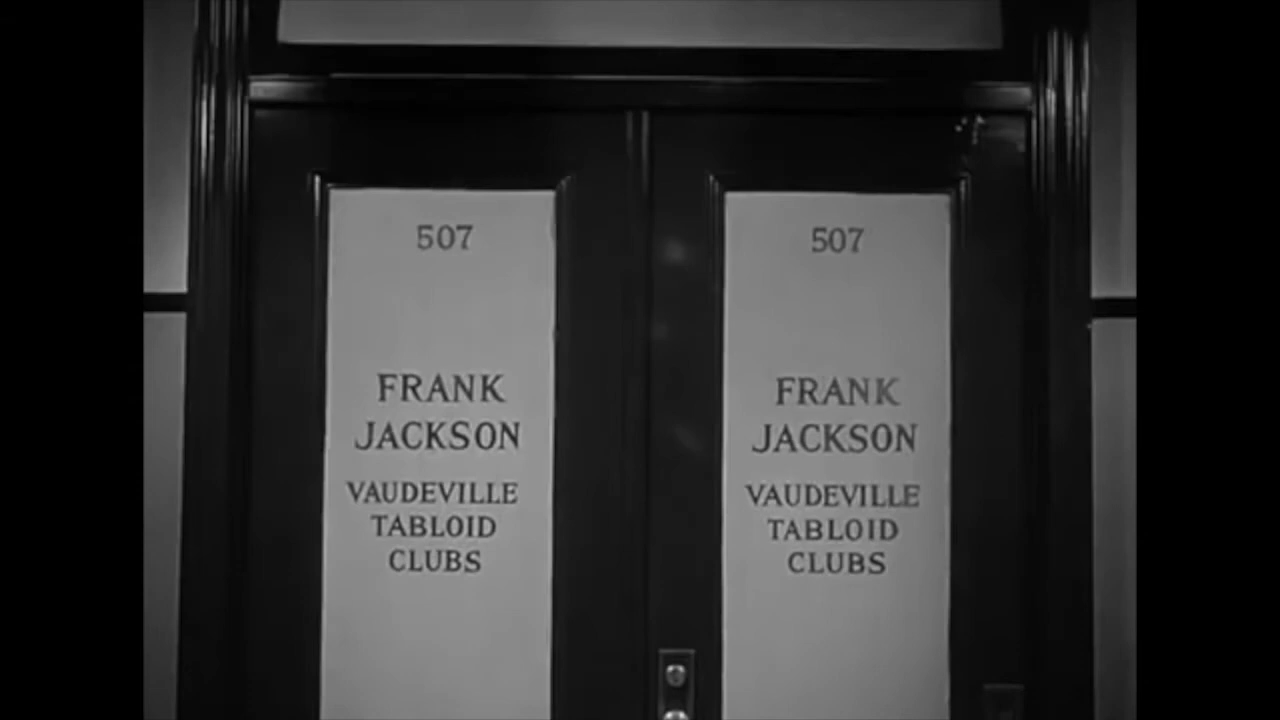 507
FRANK
JACKSON
VAUDEVILLE
TABLOID
CLUBS
507
FRANK
JACKSON
VAUDEVILLE
TABLOID
CLUBS